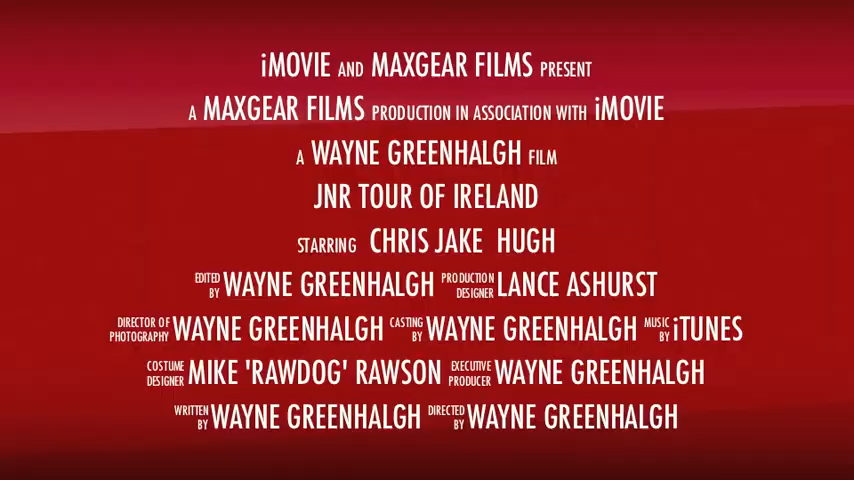 iMOVIE AND MAXGEAR FILMS PRESENT
A MAXGEAR FILMS PRODUCTION IN ASSOCIATION WITH iMOVIE
A WAYNE GREENHALGH FILM
JNR TOUR OF IRELAND
STARRING CHRIS JAKE HUGH
EDITED BY WAYNE GREENHALGH PRODUCTION DESIGNER LANCE ASHURST
DIRECTOR OF PHOTOGRAPHY WAYNE GREENHALGH CASTING BY WAYNE GREENHALGH MUSIC BY iTUNES
COSTUME DESIGNER MIKE 'RAWDOG' RAWSON EXECUTIVE PRODUCER WAYNE GREENHALGH
WRITTEN BY WAYNE GREENHALGH DIRECTED BY WAYNE GREENHALGH